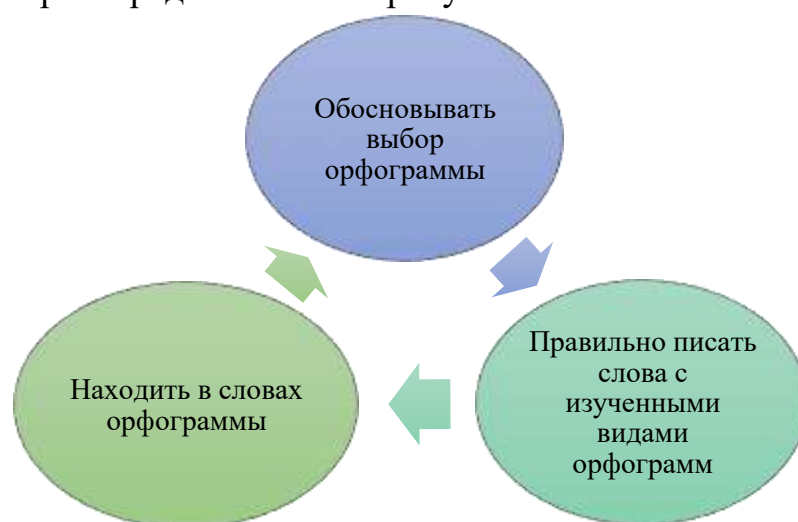 Обосновывать
выбор
орфограммы
Находить в словах
орфограммы
Правильно писать
слова с
изученными
видами
орфограмм